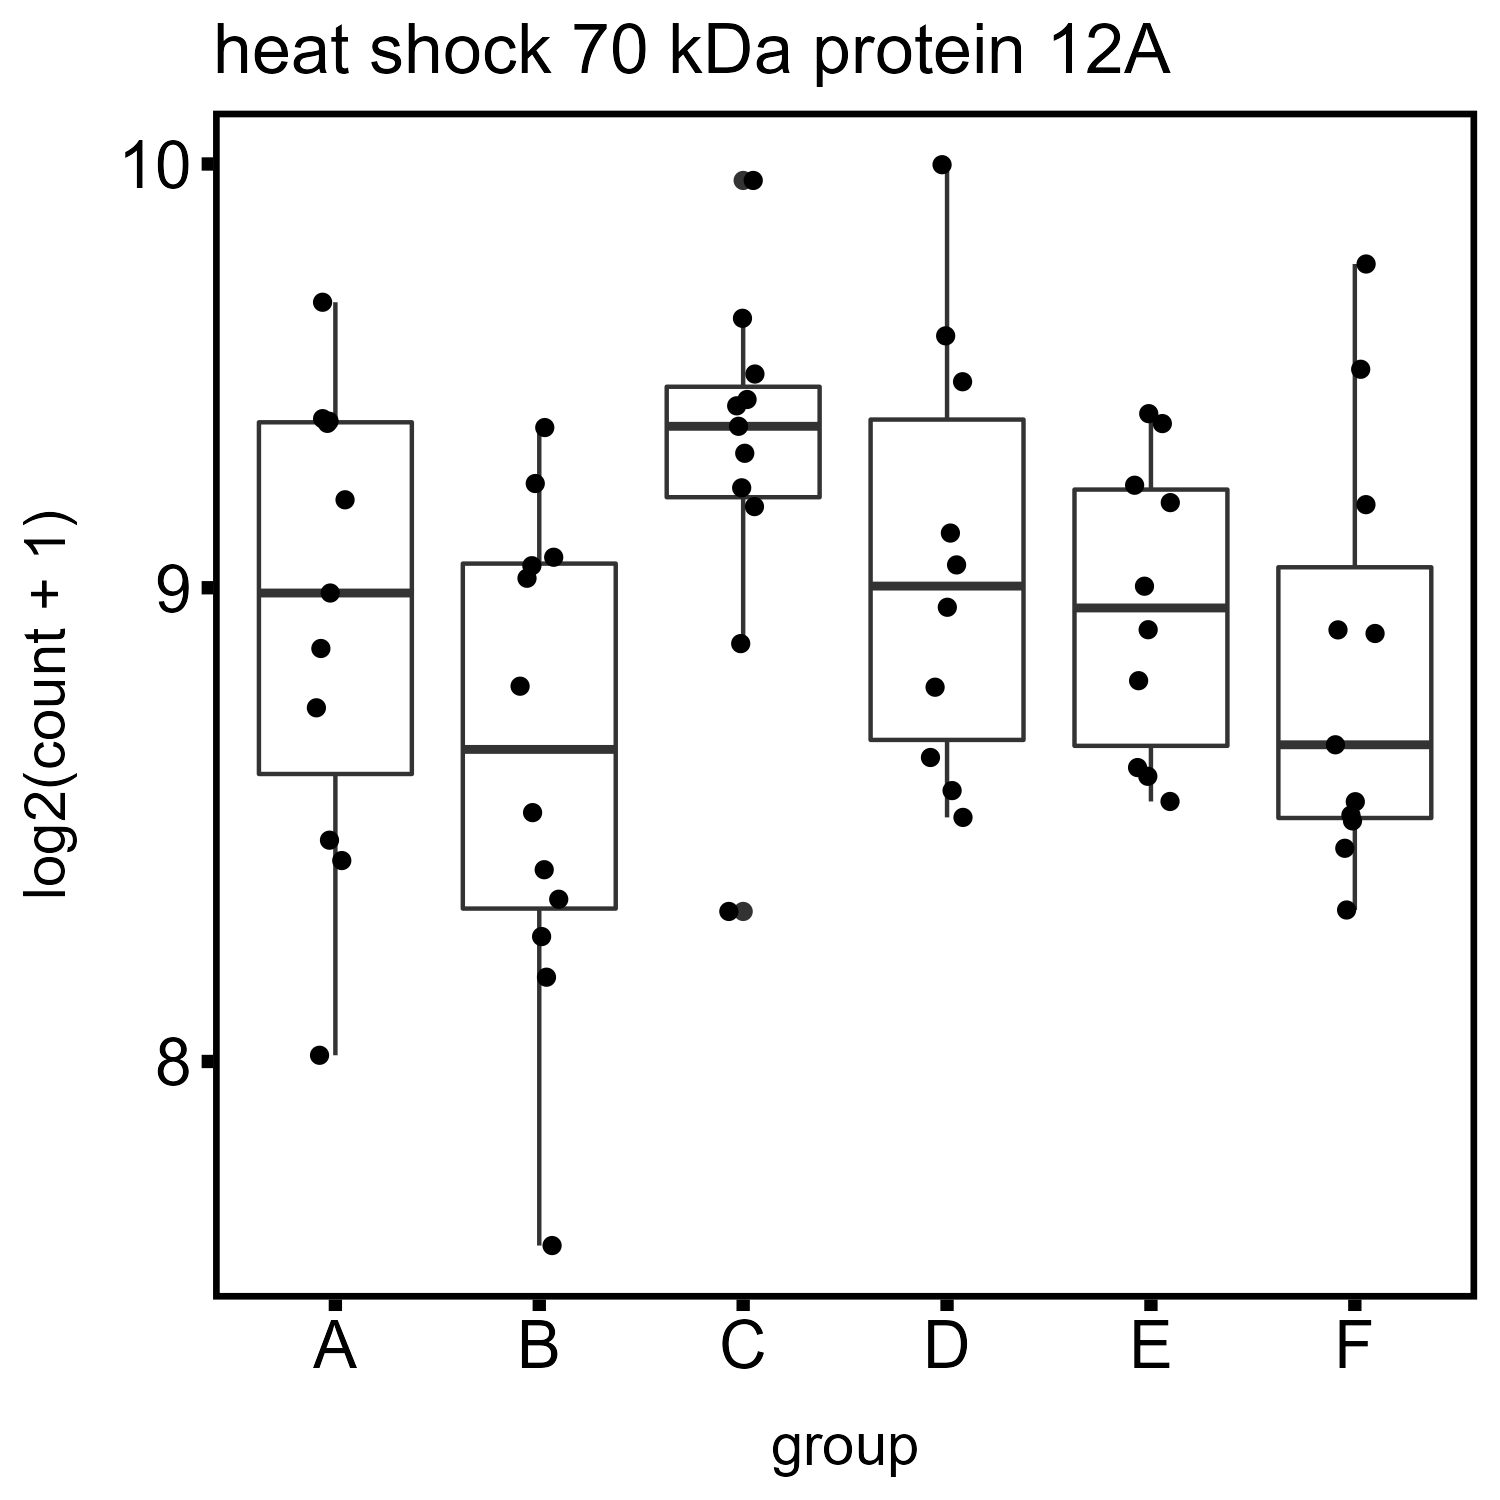 heat shock 70 kDa protein 12A
10
9
8
log2(count + 1)
A B C D E F
group